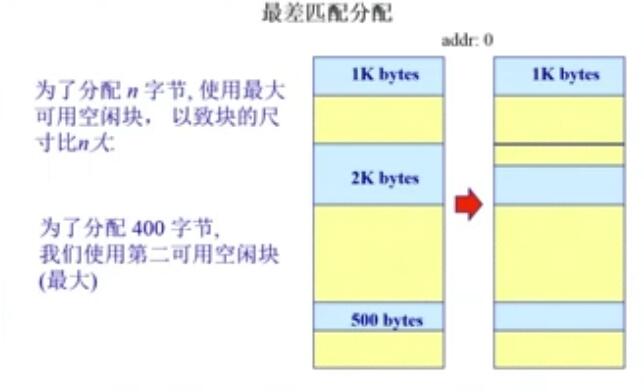 最差匹配分配
addr: 0
为了分配 n 字节, 使用最大
可用空闲块， 以致块的尺
寸比n大:
为了分配 400 字节,
我们使用第二可用空闲块
(最大)
1K bytes
2K bytes
500 bytes
1K bytes